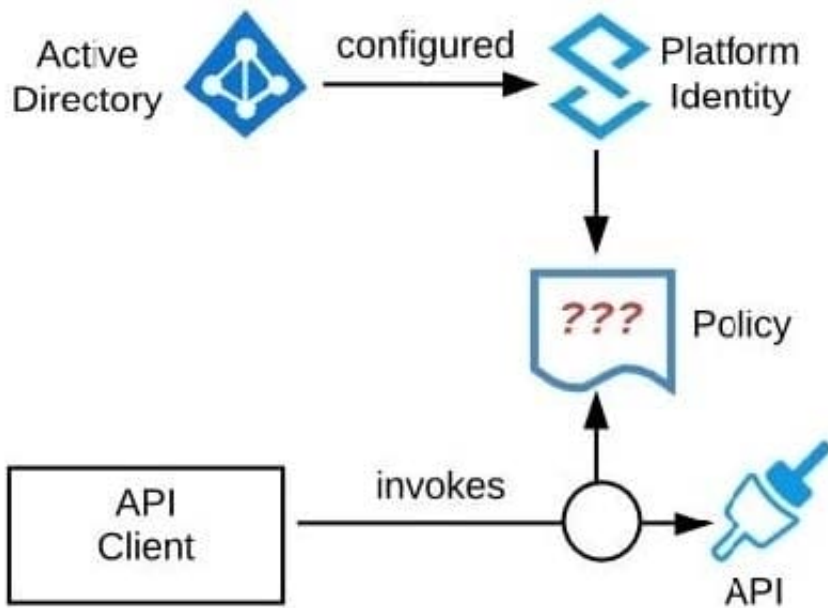 Active
Directory
configured
Platform
Identity
???
Policy
API
Client
invokes
API